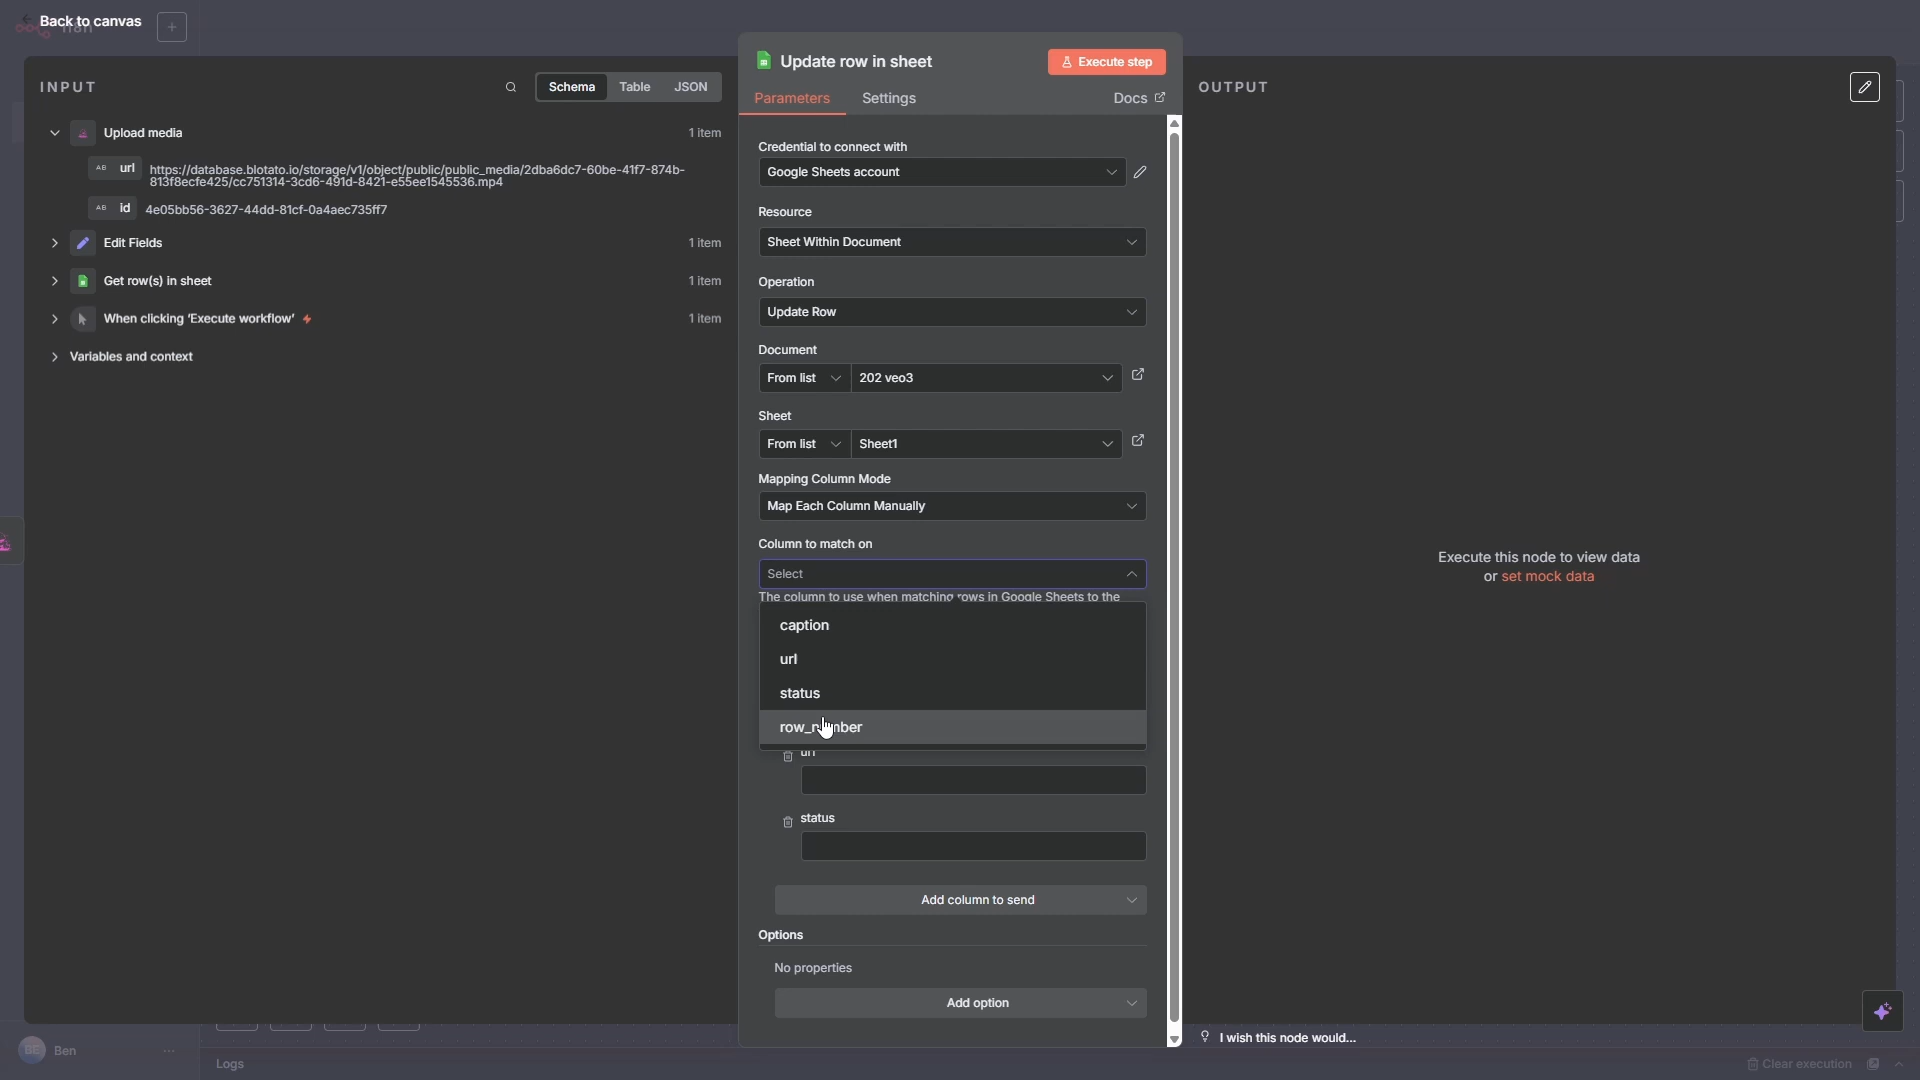 Back to canvas
n8n
INPUT
Schema
Table
JSON
Upload media
1 item
AB url https://database.blotato.io/storage/v1/object/public/public_media/2dba6dc7-60be-41f7-874b-
813f8ecfe425/cc751314-3cd6-491d-8421-e55ee1545536.mp4
AB id 4e05bb56-3627-44dd-81cf-0a4aec735ff7
Edit Fields
1 item
Get row(s) in sheet
1 item
When clicking 'Execute workflow'
1 item
Variables and context
Update row in sheet
Execute step
Parameters
Settings
Docs
Credential to connect with
Google Sheets account
Resource
Sheet Within Document
Operation
Update Row
Document
From list
202 veo3
Sheet
From list
Sheet1
Mapping Column Mode
Map Each Column Manually
Column to match on
Select
The column to use when matching rows in Google Sheets to the
caption
url
status
row_number
url
status
Add column to send
Options
No properties
Add option
OUTPUT
Execute this node to view data
or set mock data
I wish this node would...
BE
Ben
Logs
Clear execution